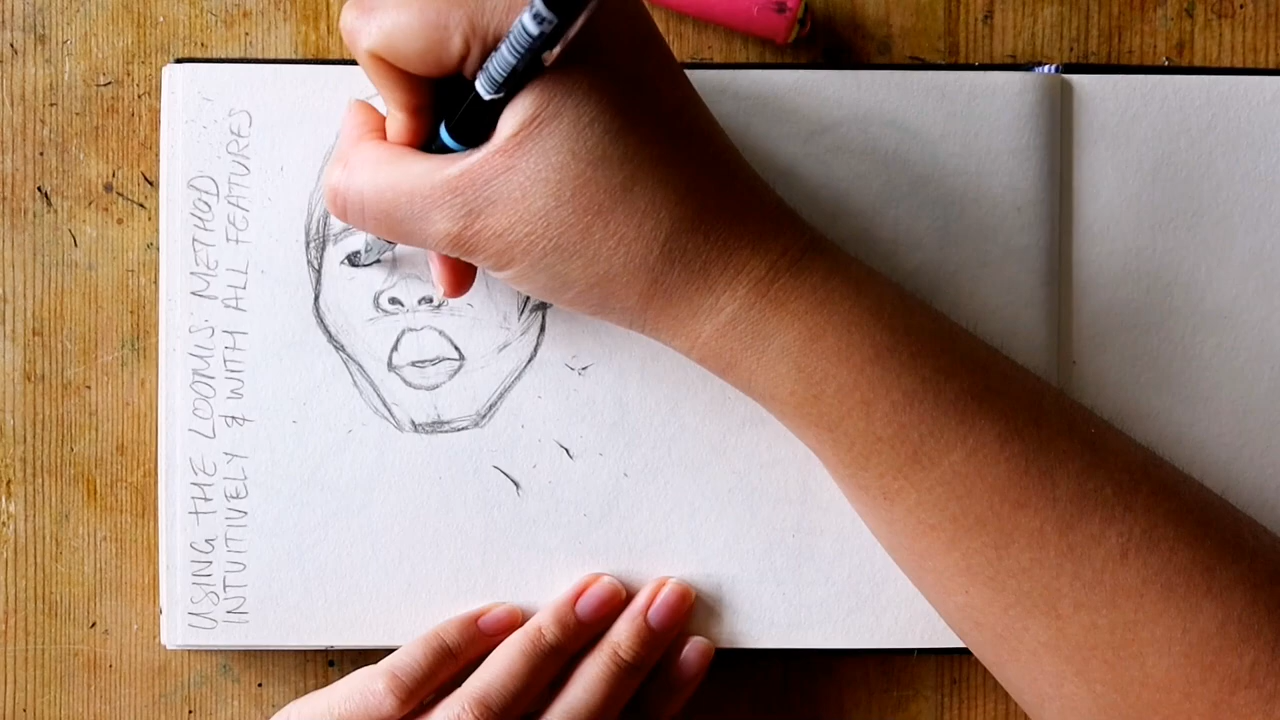 USING THE LOOMIS METHOD
INTUITIVELY & WITH ALL FEATURES